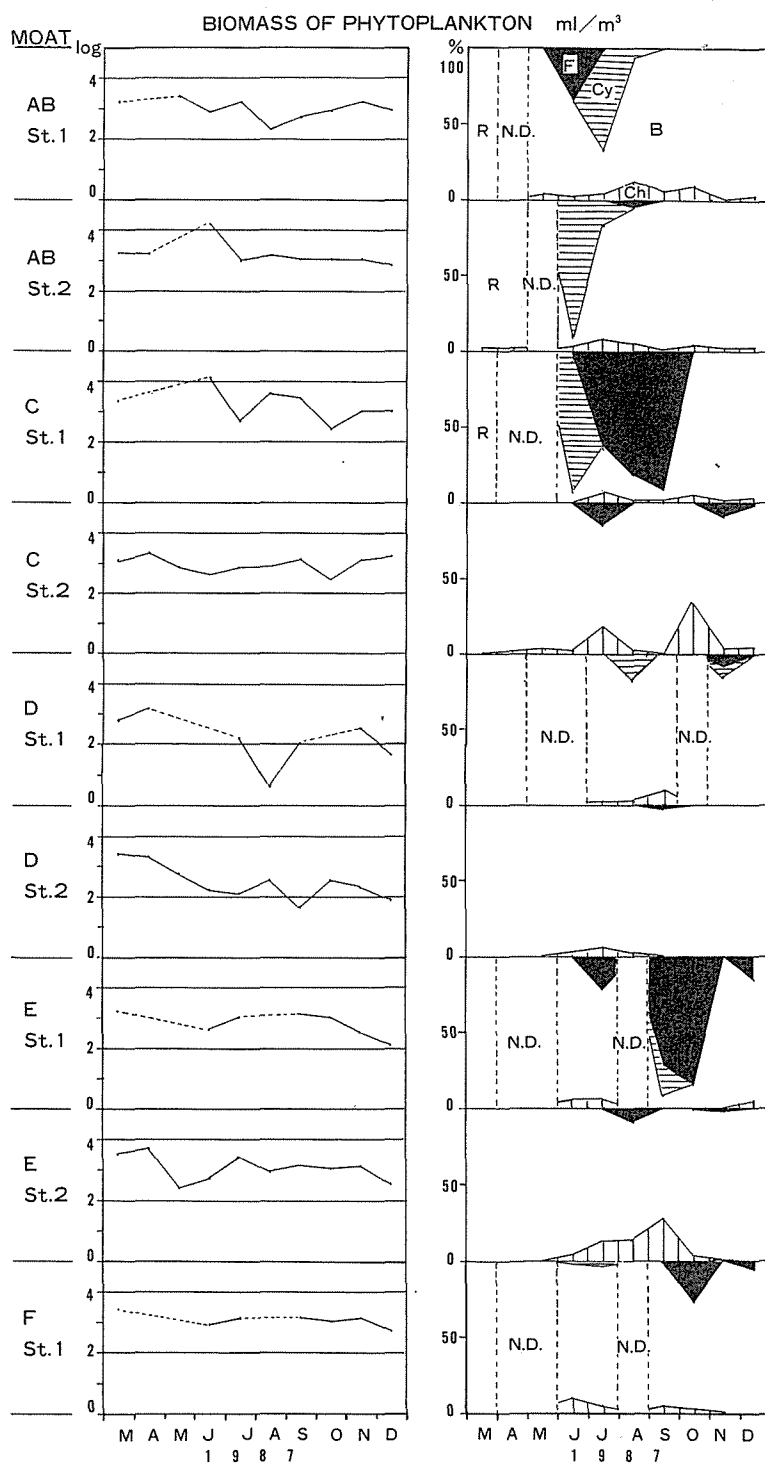 BIOMASS OF PHYTOPLANKTON ml/m³
MOAT log %
4 100
AB F
Cy
St.1 2 50 R N.D. B
0 Ch 0
4
AB
St.2 2 50 R N.D.
0 0
4
C
St.1 2 50 R N.D.
0 0
4
C
St.2 2 50
0 0
4
D
St.1 2 50 N.D. N.D.
0 0
4
D
St.2 2 50
0 0
4
E
St.1 2 50 N.D. N.D.
0 0
4
E
St.2 2 50
0 0
4
F
St.1 2 50 N.D. N.D.
0 0
M A M J J A S O N D M A M J J A S O N D
1 9 8 7 1 9 8 7